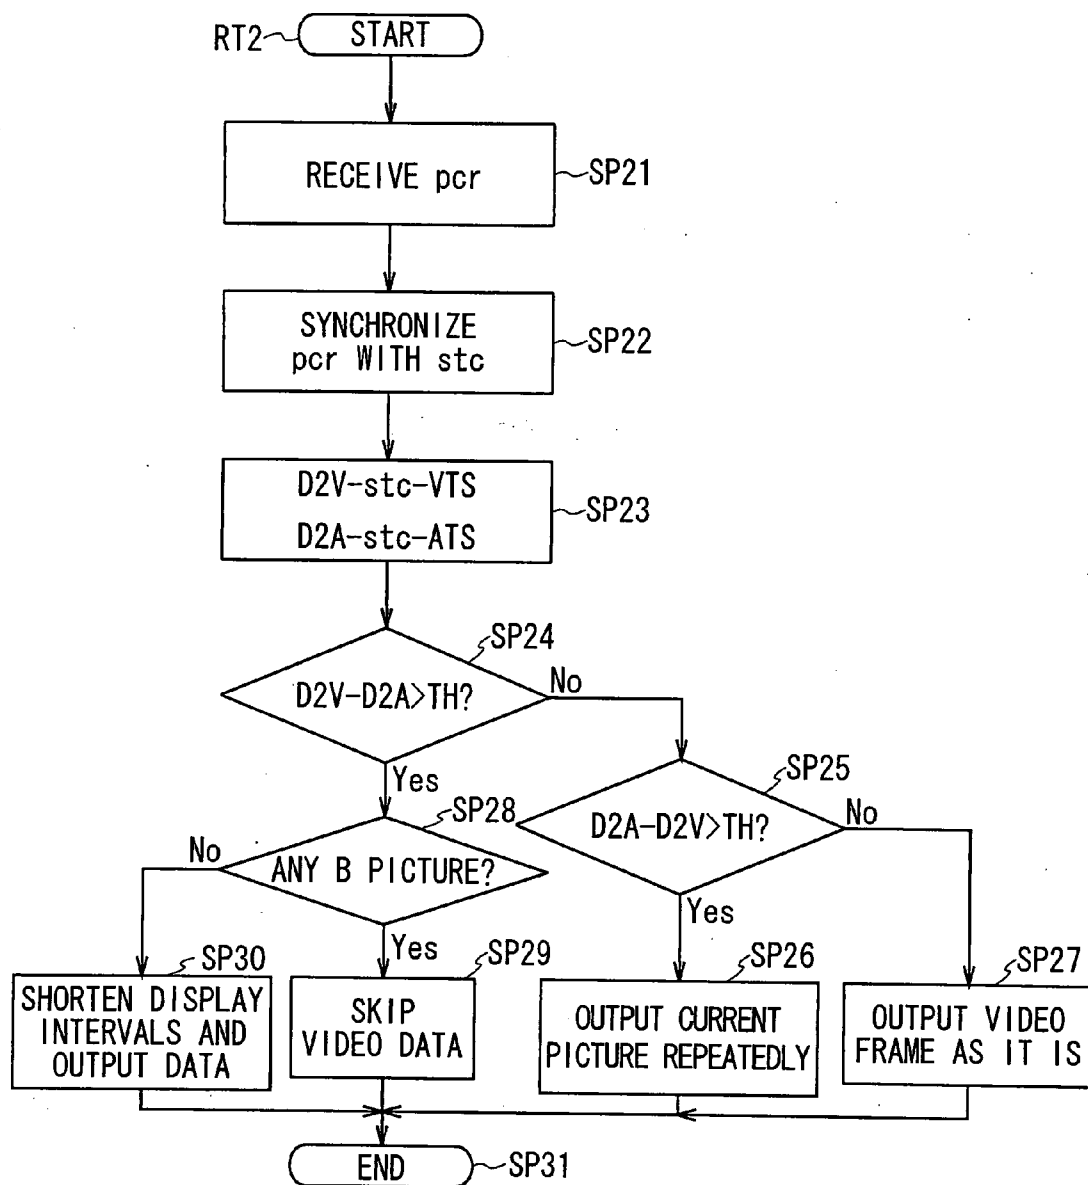 RT2
START
RECEIVE pcr
SP21
SYNCHRONIZE
pcr WITH stc
SP22
D2V-stc-VTS
D2A-stc-ATS
SP23
SP24
D2V-D2A>TH?
No
Yes
SP25
D2A-D2V>TH?
No
Yes
SP28
ANY B PICTURE?
No
Yes
SP30
SHORTEN DISPLAY
INTERVALS AND
OUTPUT DATA
SP29
SKIP
VIDEO DATA
SP26
OUTPUT CURRENT
PICTURE REPEATEDLY
SP27
OUTPUT VIDEO
FRAME AS IT IS
END
SP31